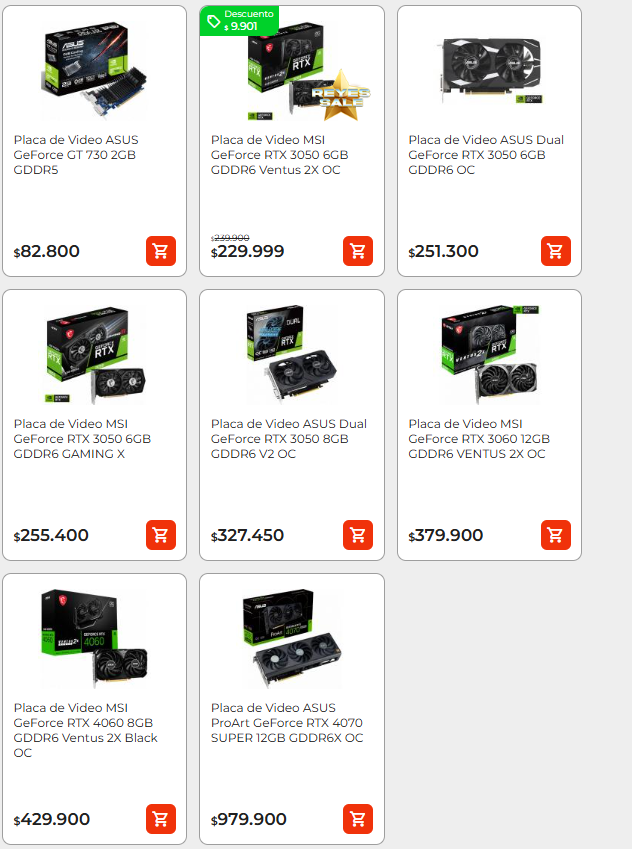 Descuento
$ 9.901
REYES
SALE
Placa de Video ASUS
GeForce GT 730 2GB
GDDR5
$82.800
Placa de Video MSI
GeForce RTX 3050 6GB
GDDR6 Ventus 2X OC
$239.900
$229.999
Placa de Video ASUS Dual
GeForce RTX 3050 6GB
GDDR6 OC
$251.300
Placa de Video MSI
GeForce RTX 3050 6GB
GDDR6 GAMING X
$255.400
Placa de Video ASUS Dual
GeForce RTX 3050 8GB
GDDR6 V2 OC
$327.450
Placa de Video MSI
GeForce RTX 3060 12GB
GDDR6 VENTUS 2X OC
$379.900
Placa de Video MSI
GeForce RTX 4060 8GB
GDDR6 Ventus 2X Black
OC
$429.900
Placa de Video ASUS
ProArt GeForce RTX 4070
SUPER 12GB GDDR6X OC
$979.900